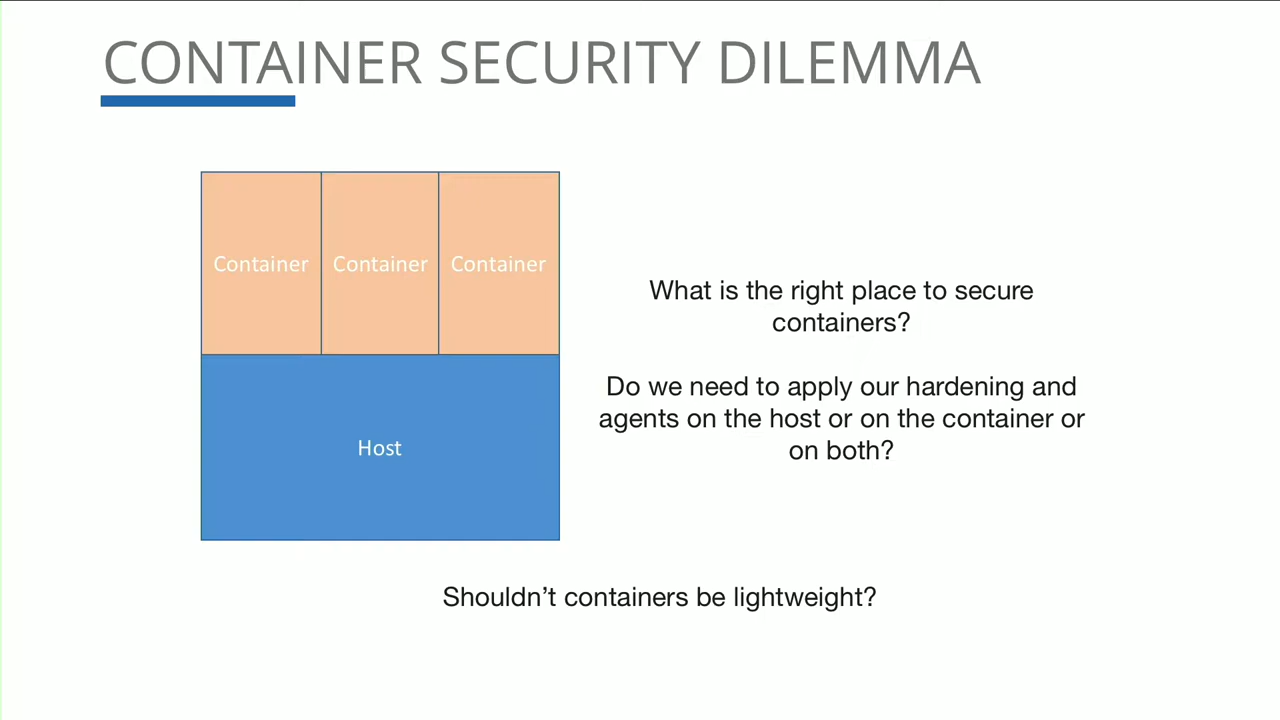 CONTAINER SECURITY DILEMMA
Container Container Container
Host
What is the right place to secure
containers?
Do we need to apply our hardening and
agents on the host or on the container or
on both?
Shouldn’t containers be lightweight?